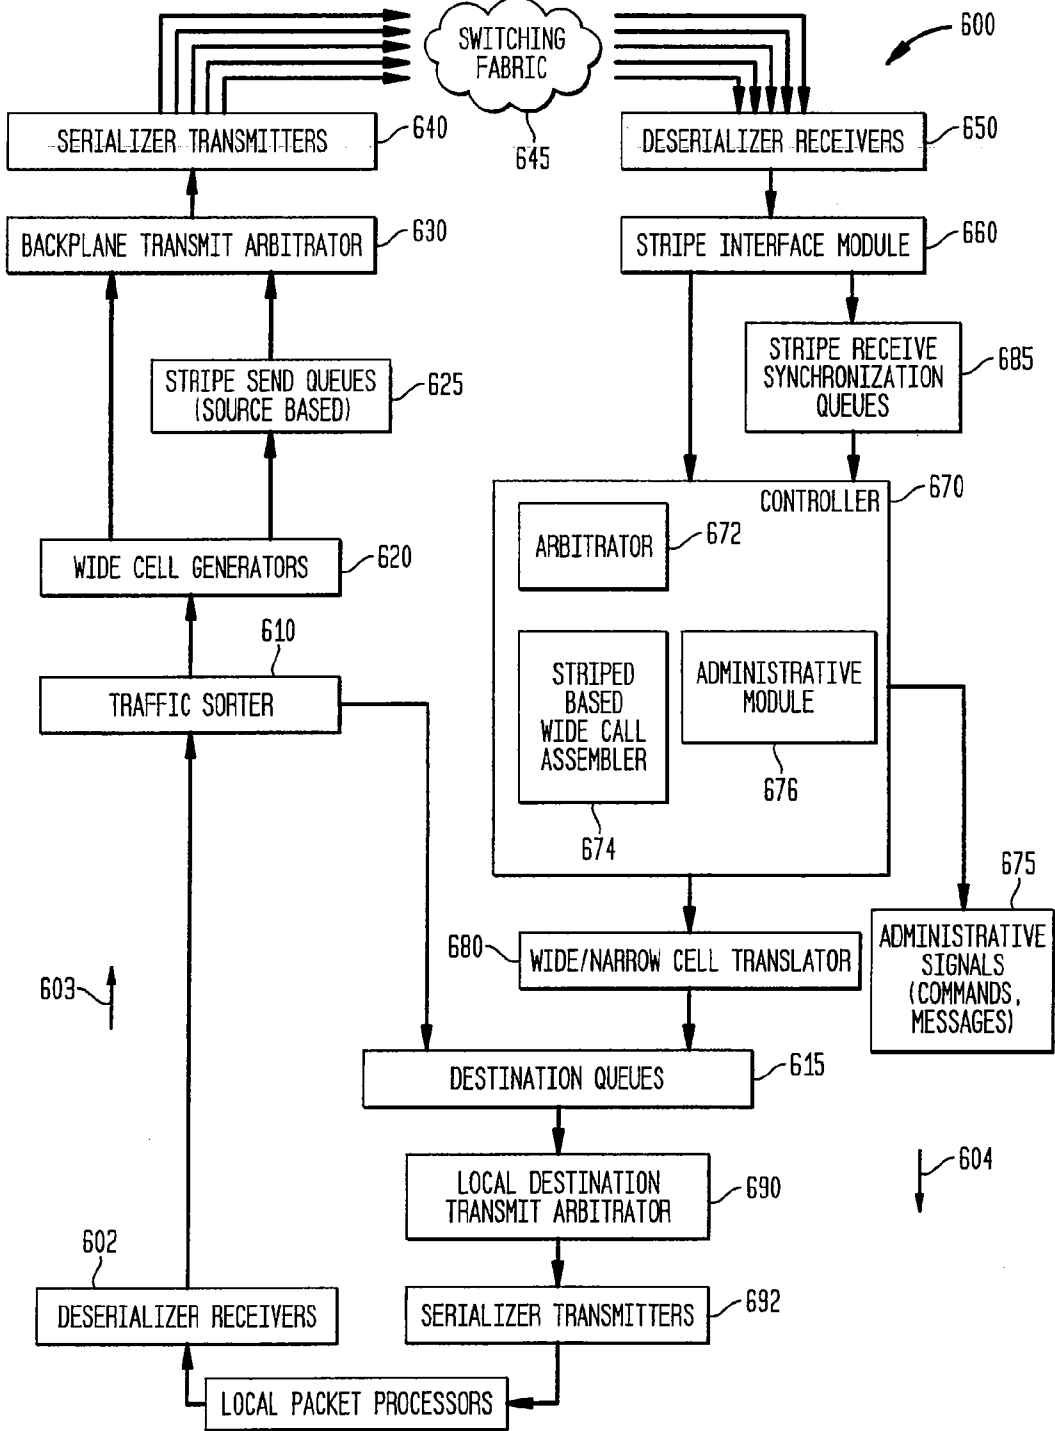 SWITCHING
FABRIC
600
645
SERIALIZER TRANSMITTERS
640
DESERIALIZER RECEIVERS
650
BACKPLANE TRANSMIT ARBITRATOR
630
STRIPE INTERFACE MODULE
660
STRIPE SEND QUEUES
(SOURCE BASED)
625
STRIPE RECEIVE
SYNCHRONIZATION
QUEUES
685
CONTROLLER
670
ARBITRATOR
672
WIDE CELL GENERATORS
620
610
TRAFFIC SORTER
STRIPED
BASED
WIDE CALL
ASSEMBLER
674
ADMINISTRATIVE
MODULE
676
675
ADMINISTRATIVE
SIGNALS
(COMMANDS,
MESSAGES)
680
WIDE/NARROW CELL TRANSLATOR
603
DESTINATION QUEUES
615
LOCAL DESTINATION
TRANSMIT ARBITRATOR
690
604
602
DESERIALIZER RECEIVERS
SERIALIZER TRANSMITTERS
692
LOCAL PACKET PROCESSORS